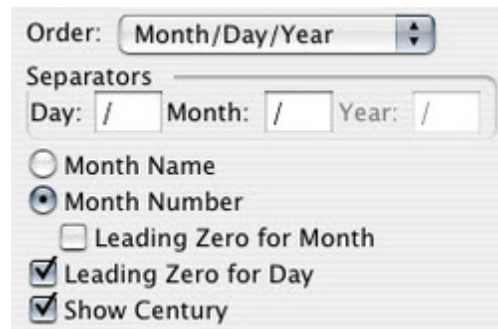 Order: Month/Day/Year
Separators
Day: / Month: / Year: /
Month Name
Month Number
Leading Zero for Month
Leading Zero for Day
Show Century